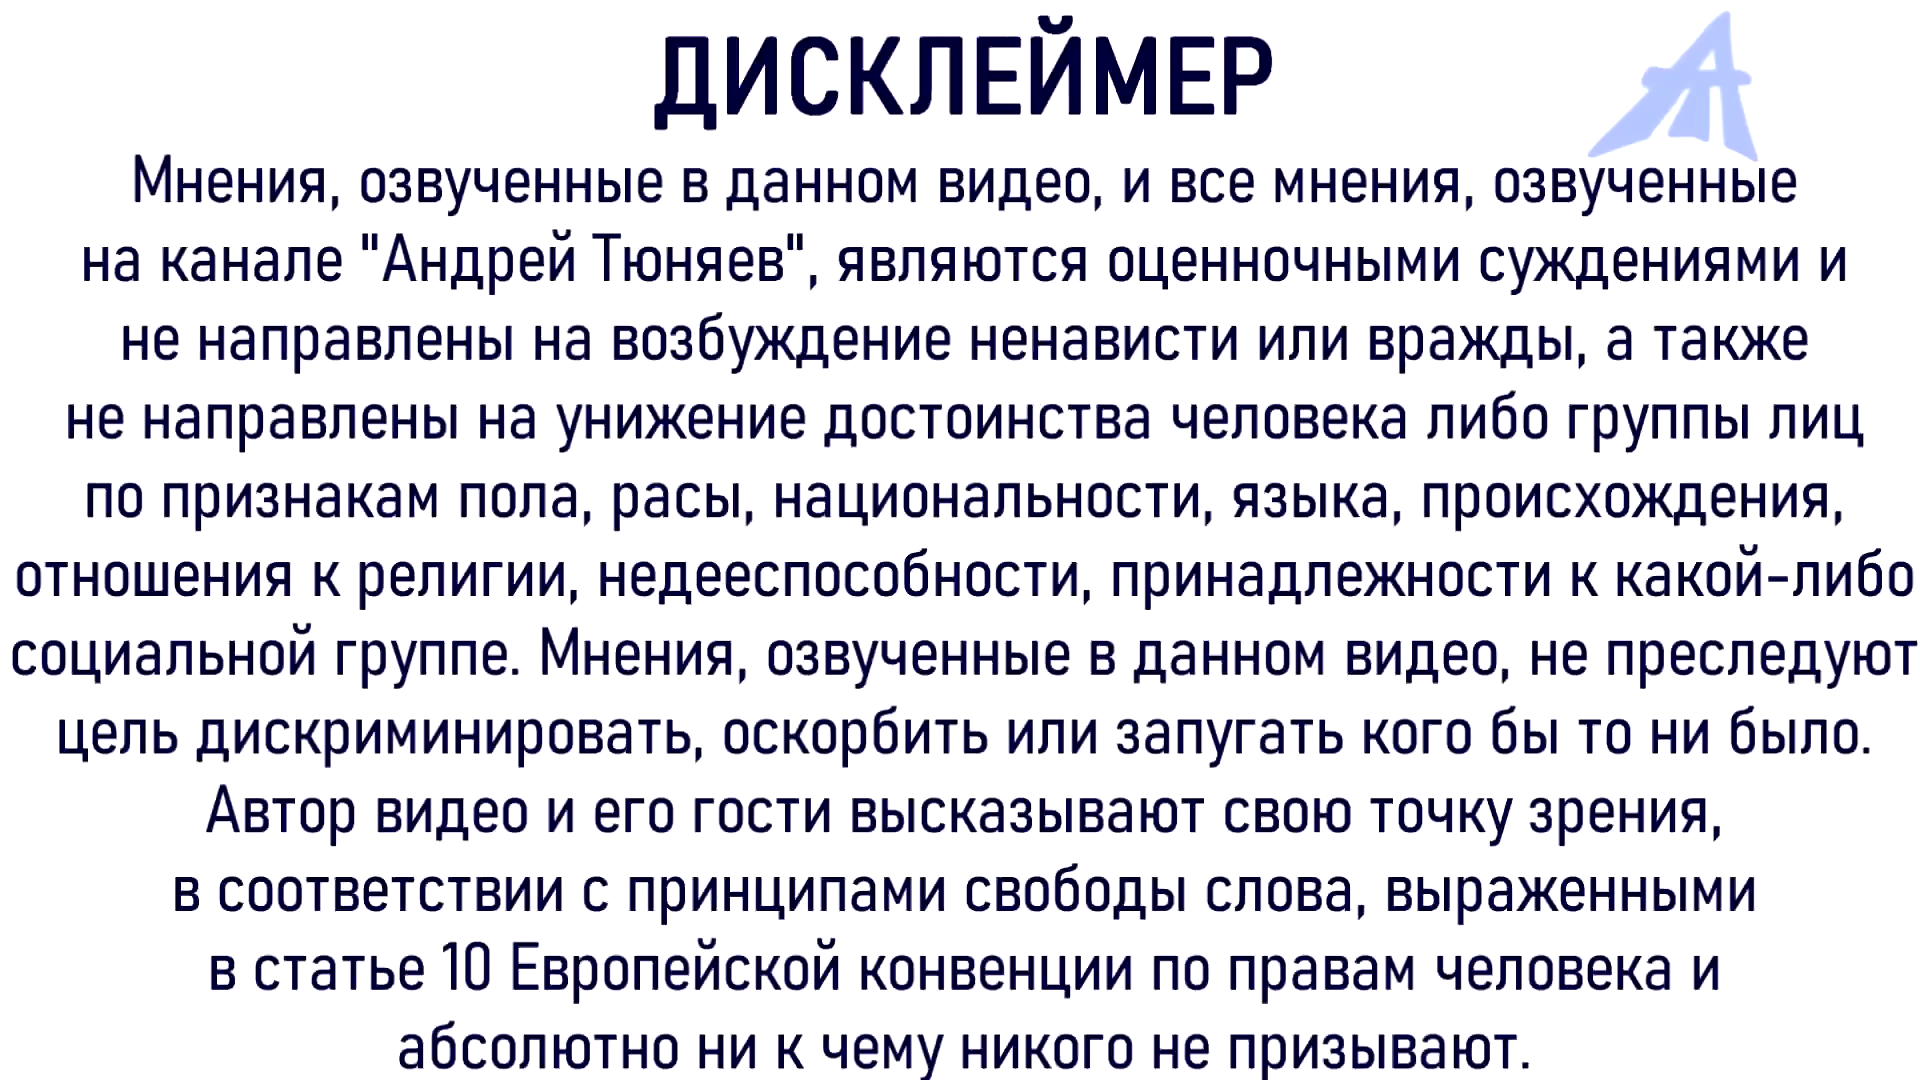 ДИСКЛЕЙМЕР
Мнения, озвученные в данном видео, и все мнения, озвученные
на канале "Андрей Тюняев", являются оценночными суждениями и
не направлены на возбуждение ненависти или вражды, а также
не направлены на унижение достоинства человека либо группы лиц
по признакам пола, расы, национальности, языка, происхождения,
отношения к религии, недееспособности, принадлежности к какой-либо
социальной группе. Мнения, озвученные в данном видео, не преследуют
цель дискриминировать, оскорбить или запугать кого бы то ни было.
Автор видео и его гости высказывают свою точку зрения,
в соответствии с принципами свободы слова, выраженными
в статье 10 Европейской конвенции по правам человека и
абсолютно ни к чему никого не призывают.